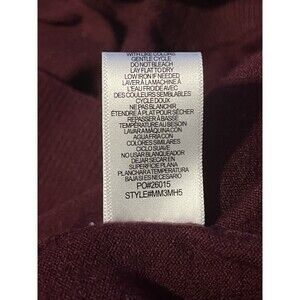 WITH LIKE COLORS
GENTLE CYCLE
DO NOT BLEACH
LAY FLAT TO DRY
LOW IRON IF NEEDED
LAVER À LA MACHINE À
L'EAU FROIDE AVEC
DES COULEURS SEMBLABLES
CYCLE DOUX
NE PAS BLANCHIR
ÉTENDRE À PLAT POUR SÉCHER
REPASSER À BASSE
TEMPÉRATURE AU BESOIN
LAVAR A MÁQUINA CON
AGUA FRIA CON
COLORES SIMILARES
CICLO SUAVE
NO USAR BLANQUEADOR
DEJAR SECAR EN
SUPERFICIE PLANA
PLANCHAR A TEMPERATURA
BAJA SI ES NECESARIO
PO#26015
STYLE#MM3MH5